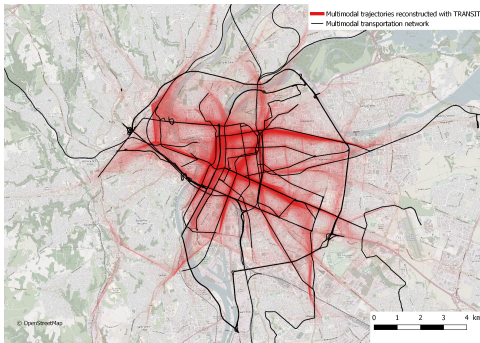 Multimodal trajectories reconstructed with TRANSIT
Multimodal transportation network
© OpenStreetMap
0 1 2 3 4 km